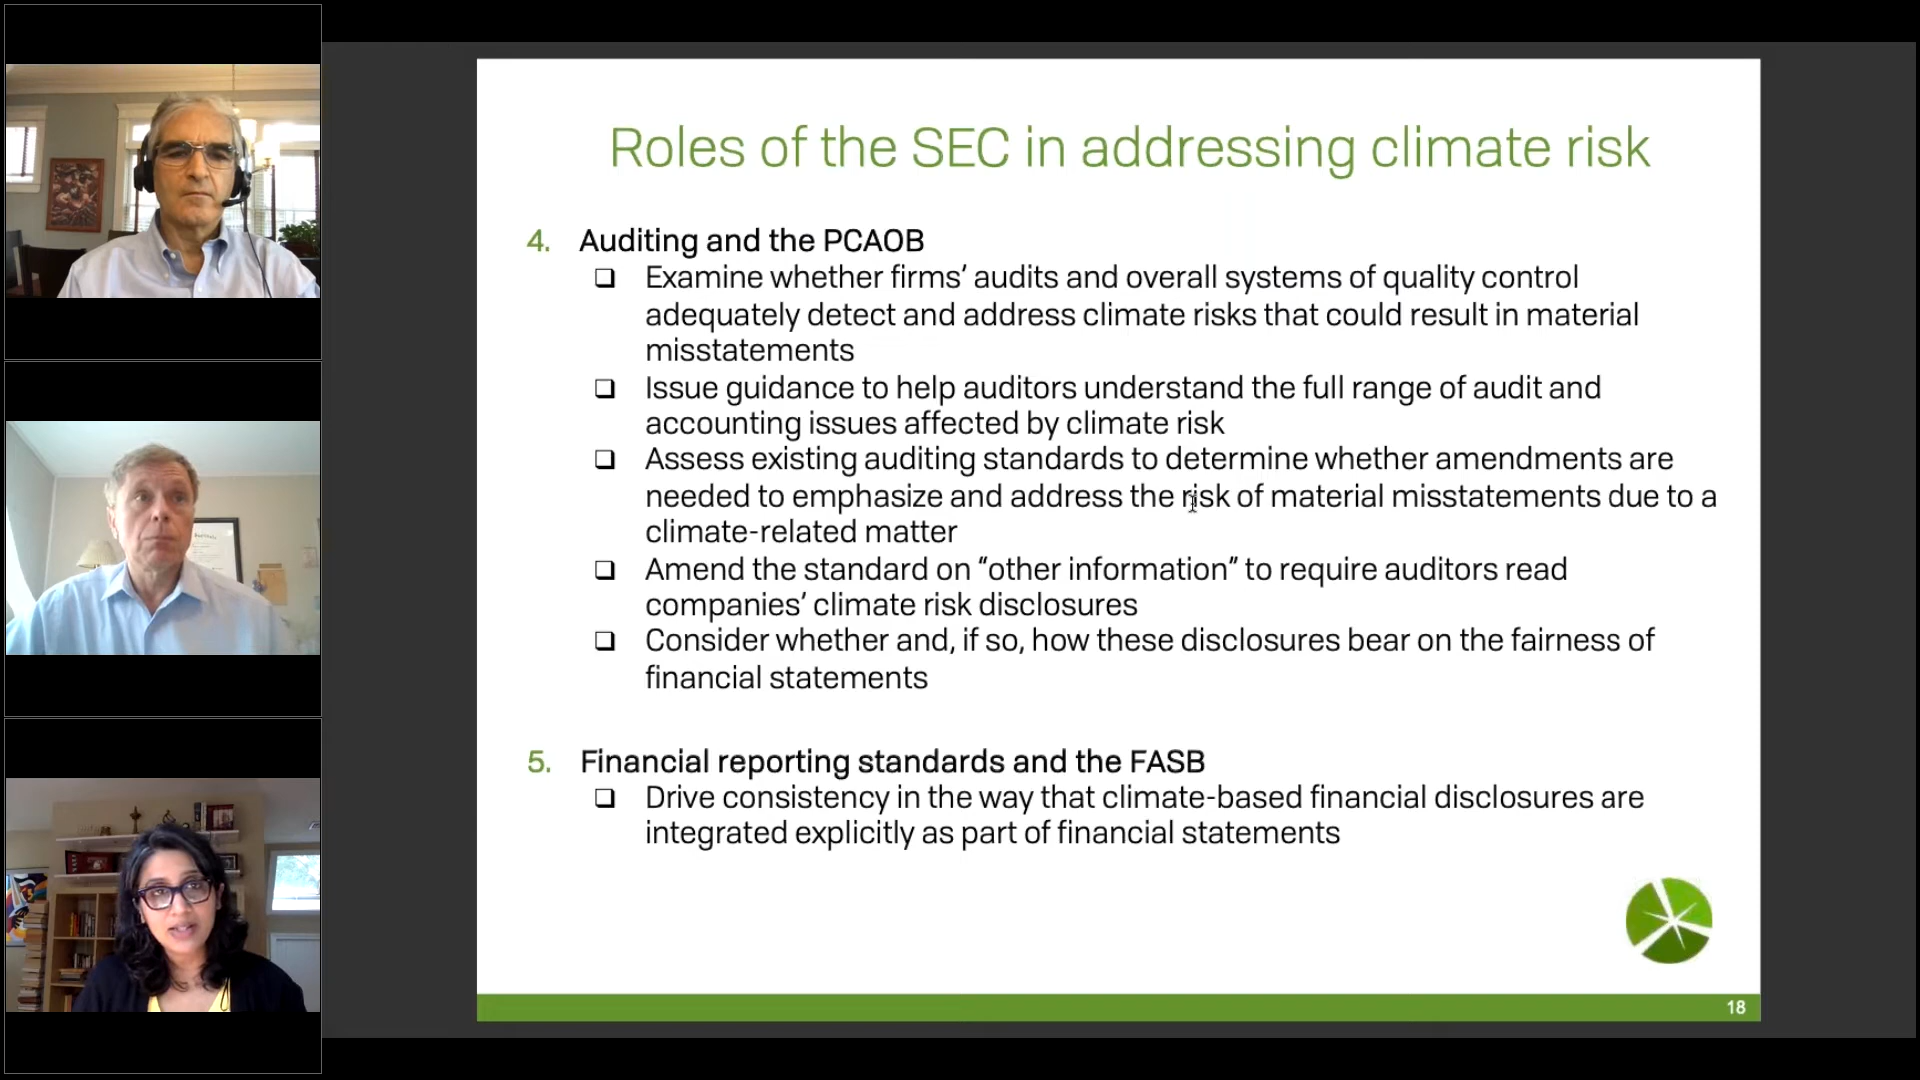 Roles of the SEC in addressing climate risk
4. Auditing and the PCAOB
❑ Examine whether firms’ audits and overall systems of quality control
adequately detect and address climate risks that could result in material
misstatements
❑ Issue guidance to help auditors understand the full range of audit and
accounting issues affected by climate risk
❑ Assess existing auditing standards to determine whether amendments are
needed to emphasize and address the risk of material misstatements due to a
climate-related matter
❑ Amend the standard on “other information” to require auditors read
companies’ climate risk disclosures
❑ Consider whether and, if so, how these disclosures bear on the fairness of
financial statements
5. Financial reporting standards and the FASB
❑ Drive consistency in the way that climate-based financial disclosures are
integrated explicitly as part of financial statements
18